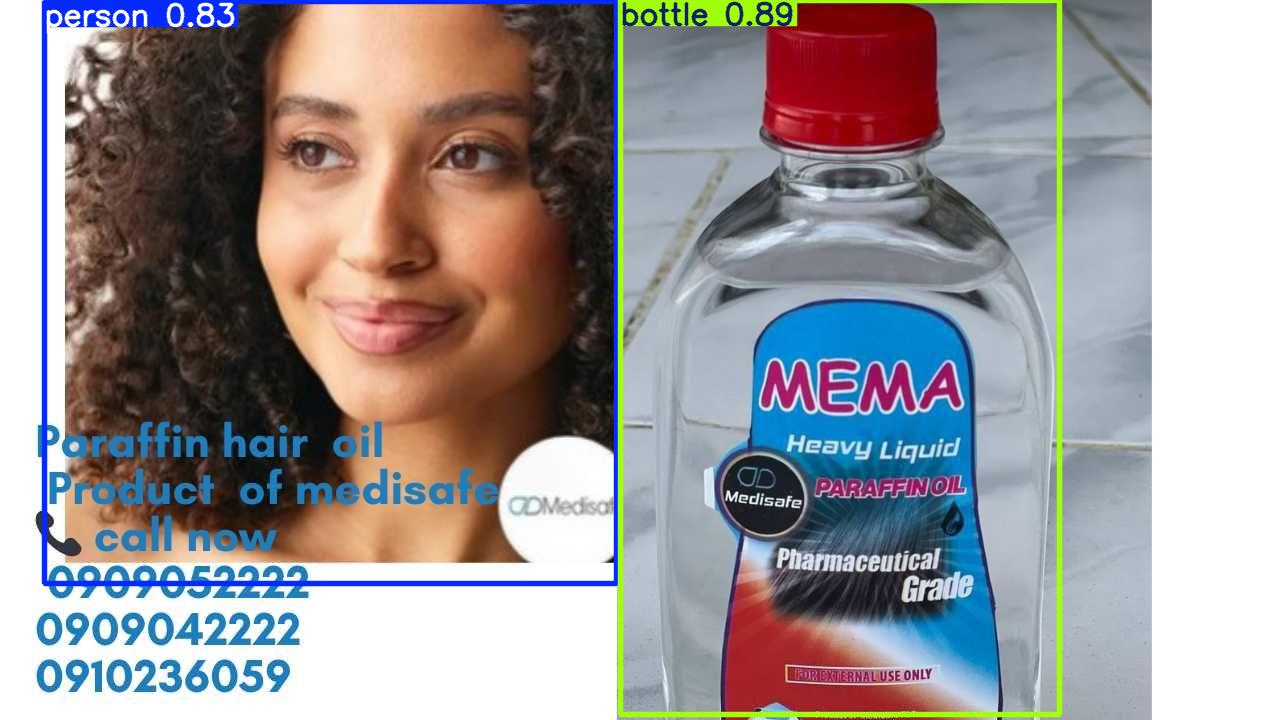 person 0.83
bottle 0.89
Paraffin hair oil
Product of medisafe
call now
0909052222
0909042222
0910236059
Medisaf
MEMA
Heavy Liquid
PARAFFIN OIL
Medisafe
Pharmaceutical
Grade
FOR EXTERNAL USE ONLY